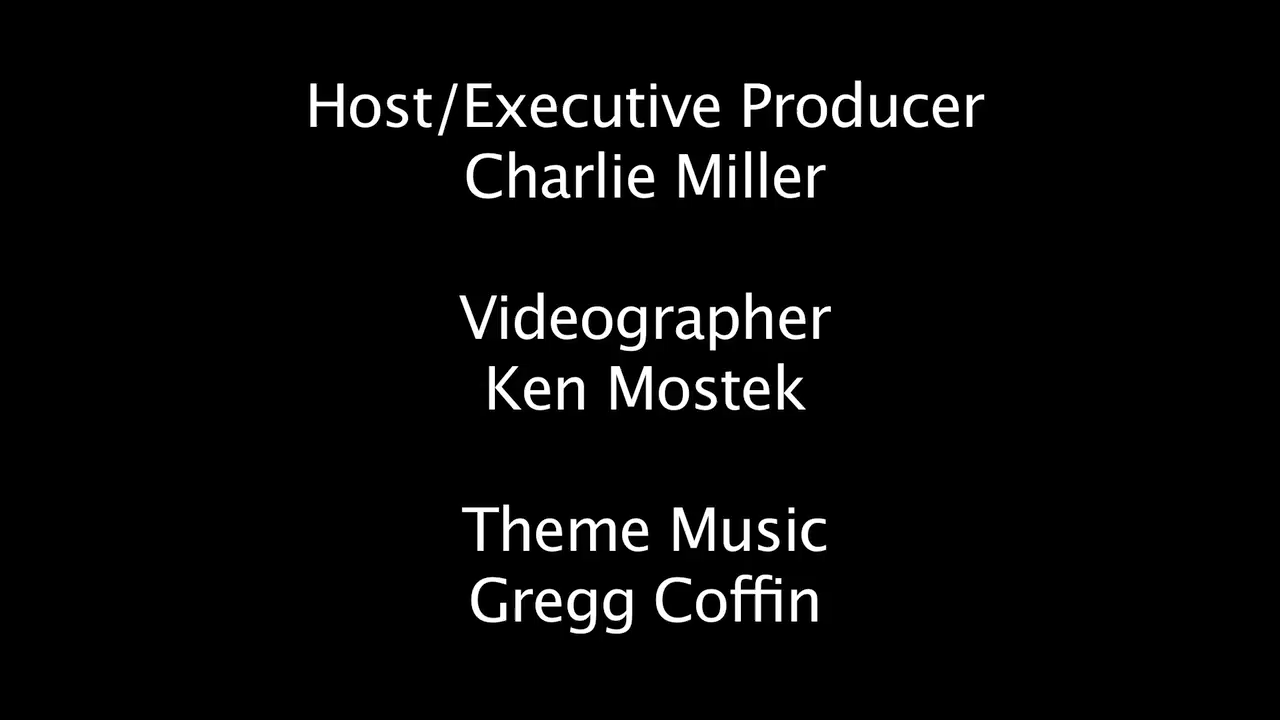 Host/Executive Producer
Charlie Miller
Videographer
Ken Mostek
Theme Music
Gregg Coffin